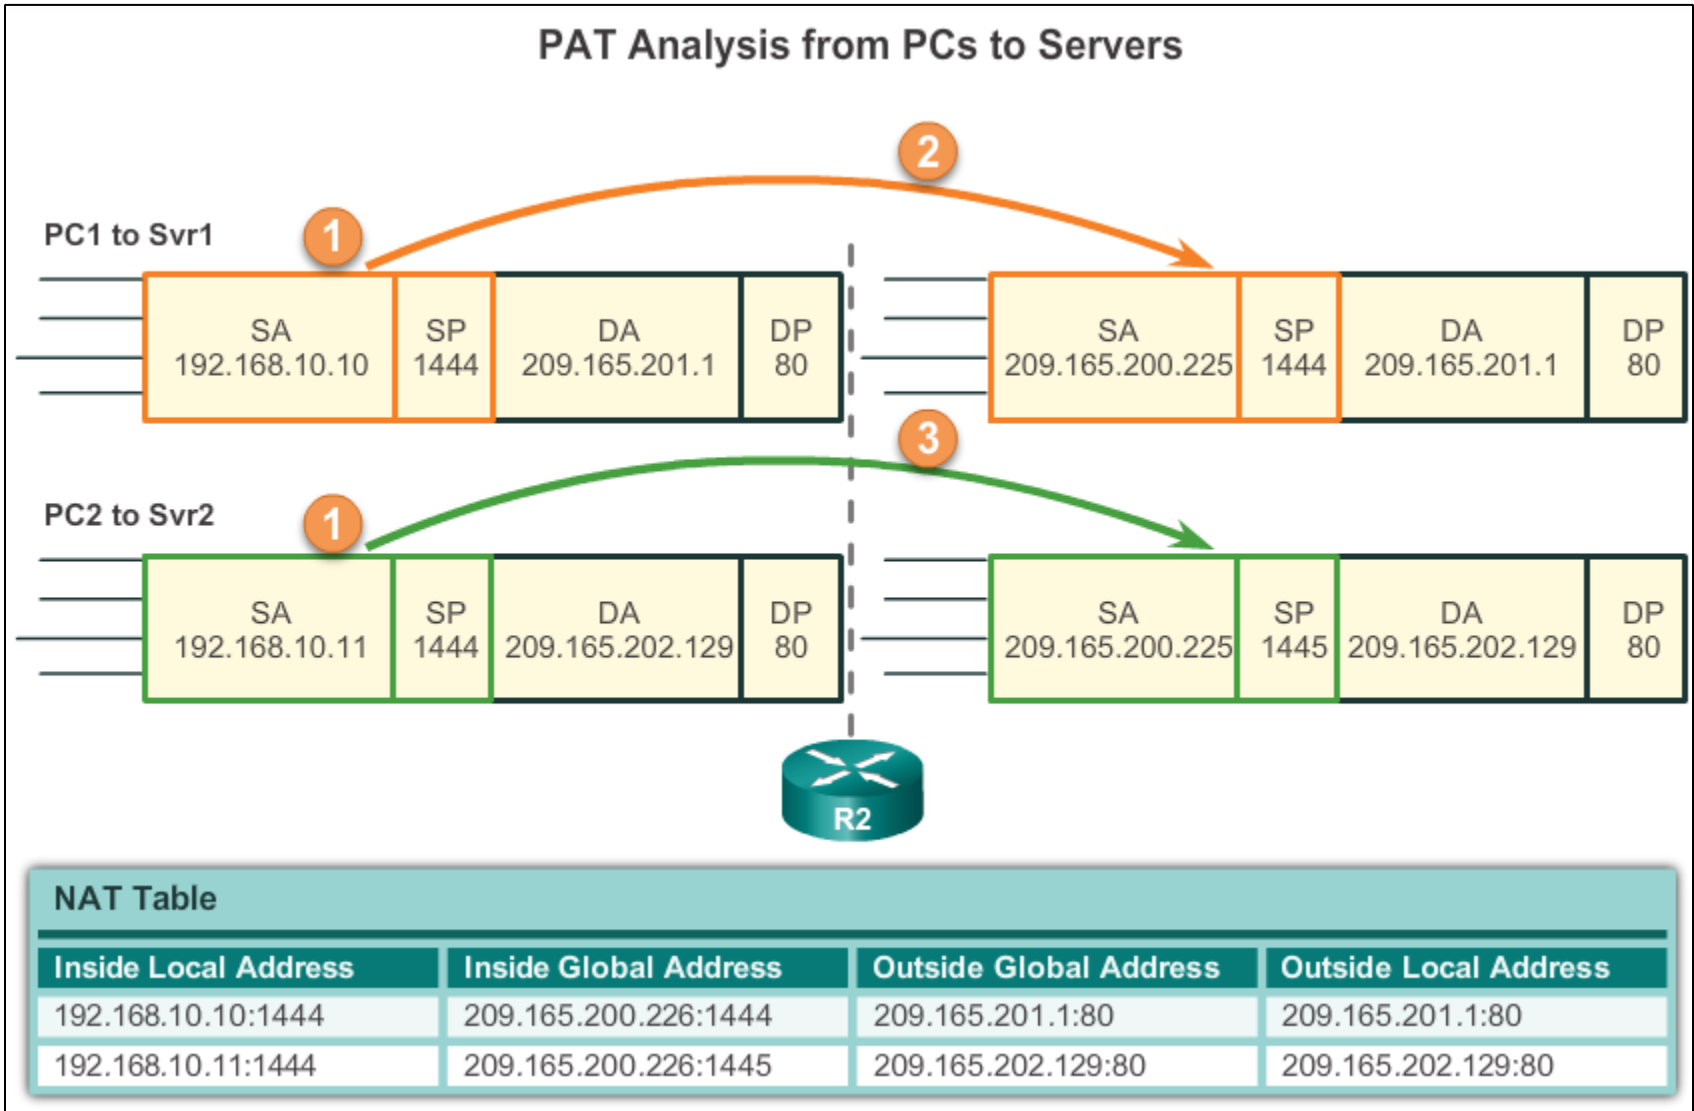 PAT Analysis from PCs to Servers
2
PC1 to Svr1
1
SA
192.168.10.10
SP
1444
DA
209.165.201.1
DP
80
SA
209.165.200.225
SP
1444
DA
209.165.201.1
DP
80
3
PC2 to Svr2
1
SA
192.168.10.11
SP
1444
DA
209.165.202.129
DP
80
SA
209.165.200.225
SP
1445
DA
209.165.202.129
DP
80
R2
NAT Table
Inside Local Address Inside Global Address Outside Global Address Outside Local Address
192.168.10.10:1444 209.165.200.226:1444 209.165.201.1:80 209.165.201.1:80
192.168.10.11:1444 209.165.200.226:1445 209.165.202.129:80 209.165.202.129:80